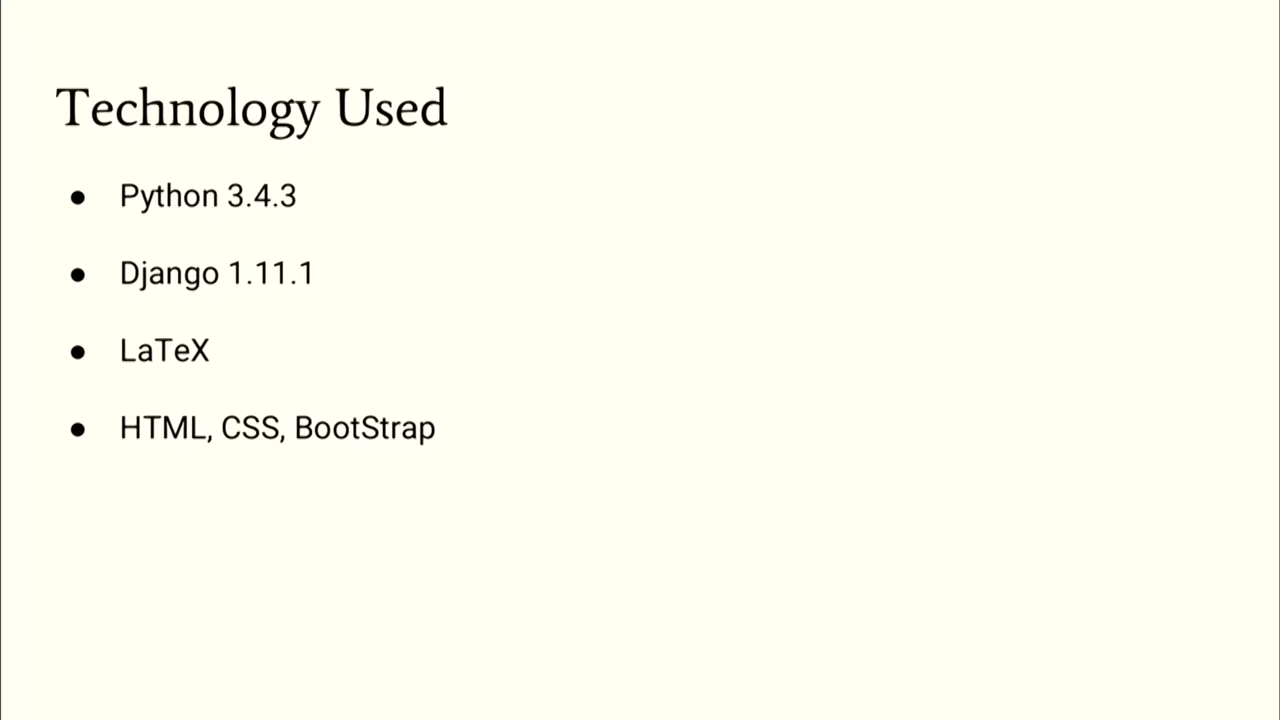 Technology Used
● Python 3.4.3
● Django 1.11.1
● LaTeX
● HTML, CSS, BootStrap